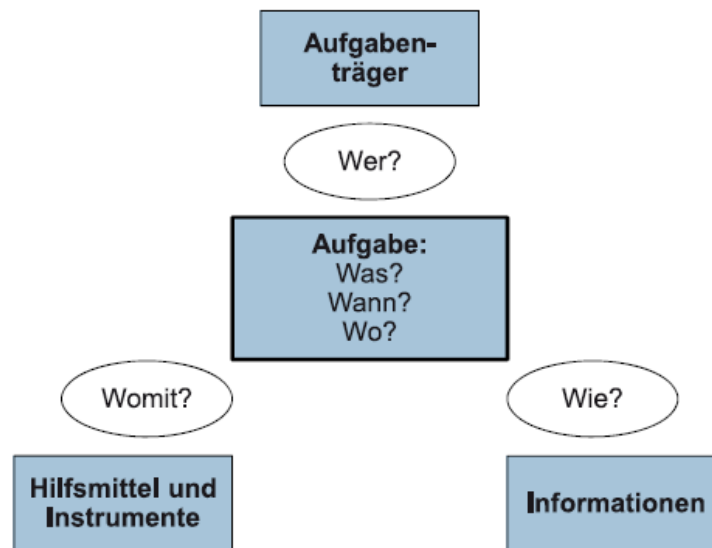 Aufgaben-
träger
Wer?
Aufgabe:
Was?
Wann?
Wo?
Womit?
Wie?
Hilfsmittel und
Instrumente
Informationen